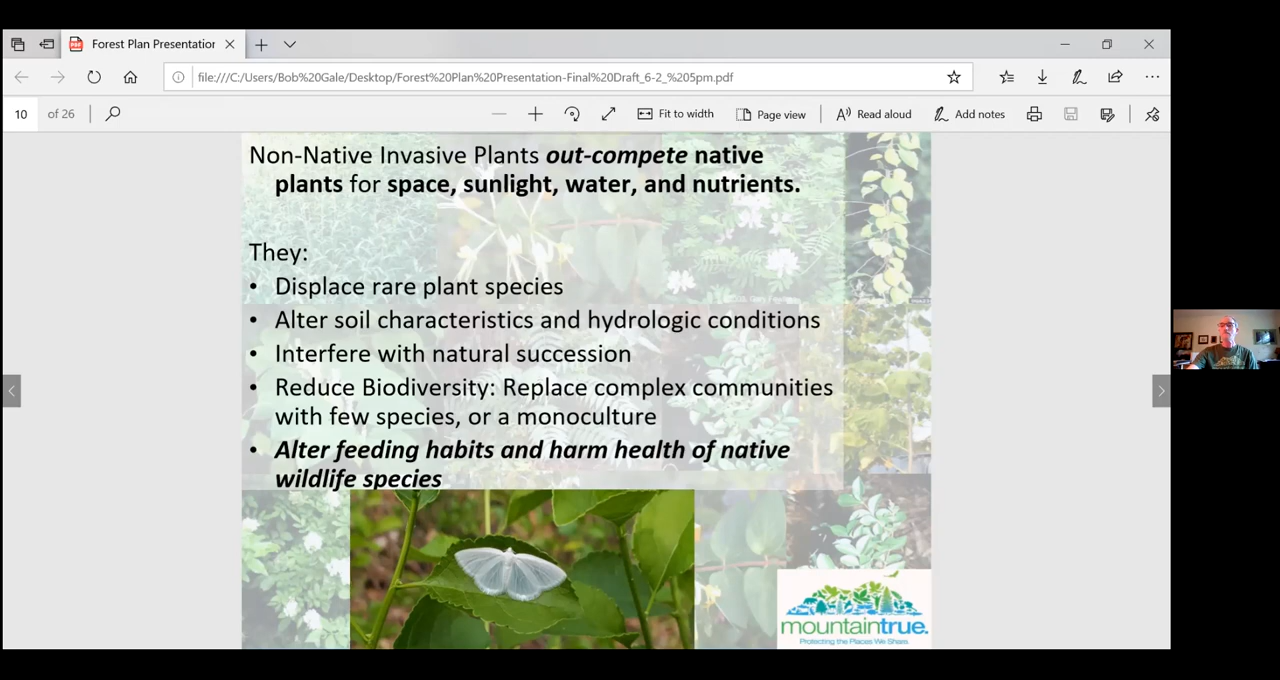 Forest Plan Presentation
file:///C:/Users/Bob%20Gale/Desktop/Forest%20Plan%20Presentation-Final%20Draft_6-2_%205pm.pdf
10 of 26
Fit to width
Page view
Read aloud
Add notes
Non-Native Invasive Plants out-compete native
plants for space, sunlight, water, and nutrients.
They:
• Displace rare plant species
• Alter soil characteristics and hydrologic conditions
• Interfere with natural succession
• Reduce Biodiversity: Replace complex communities
with few species, or a monoculture
• Alter feeding habits and harm health of native
wildlife species
mountaintrue.
Protecting the Places We Share